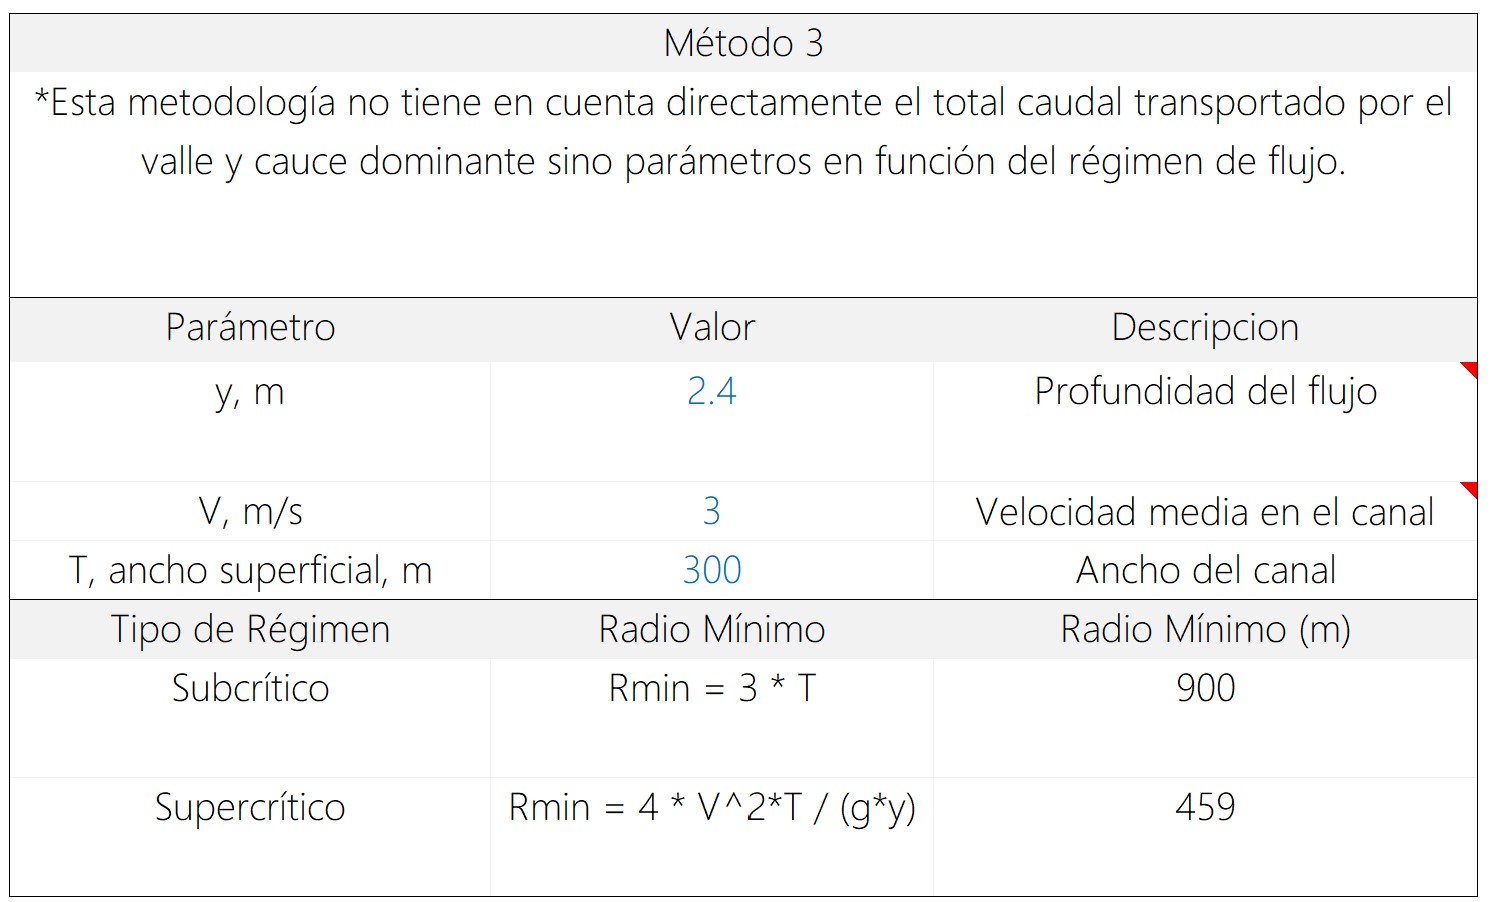 Método 3
*Esta metodología no tiene en cuenta directamente el total caudal transportado por el
valle y cauce dominante sino parámetros en función del régimen de flujo.
Parámetro Valor Descripcion
y, m 2.4 Profundidad del flujo
V, m/s 3 Velocidad media en el canal
T, ancho superficial, m 300 Ancho del canal
Tipo de Régimen Radio Mínimo Radio Mínimo (m)
Subcrítico Rmin = 3 * T 900
Supercrítico Rmin = 4 * V^2*T / (g*y) 459